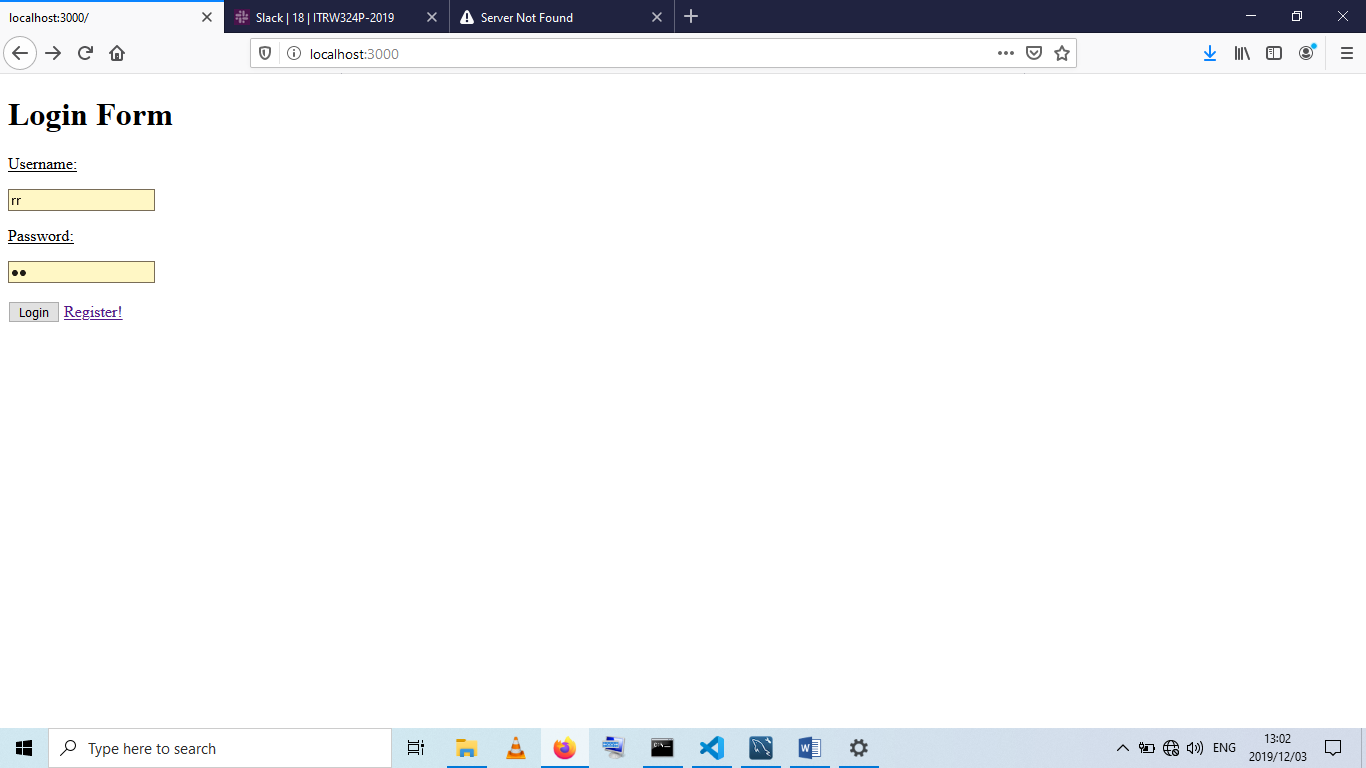 localhost:3000/
Slack | 18 | ITRW324P-2019
Server Not Found
localhost:3000
Login Form
Username:
rr
Password:
●●
Login Register!
Type here to search
ENG
13:02
2019/12/03